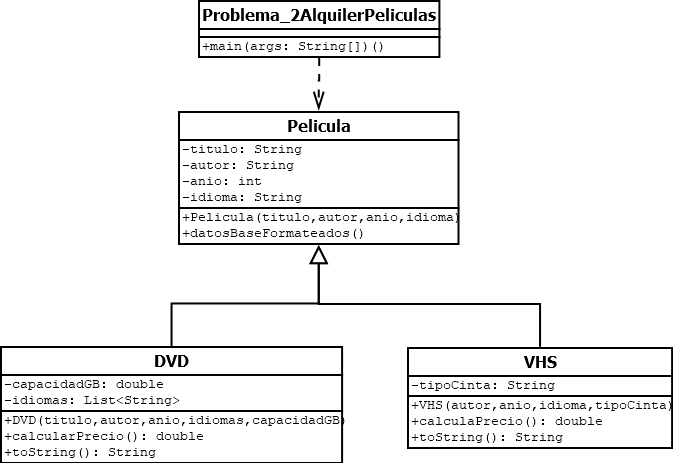 Problema_2AlquilerPeliculas
+main(args: String[])()
Pelicula
-titulo: String
-autor: String
-anio: int
-idioma: String
+Pelicula(titulo,autor,anio,idioma)
+datosBaseFormateados()
DVD
-capacidadGB: double
-idiomas: List<String>
+DVD(titulo,autor,anio,idiomas,capacidadGB)
+calcularPrecio(): double
+toString(): String
VHS
-tipoCinta: String
+VHS(autor,anio,idioma,tipoCinta)
+calculaPrecio(): double
+toString(): String